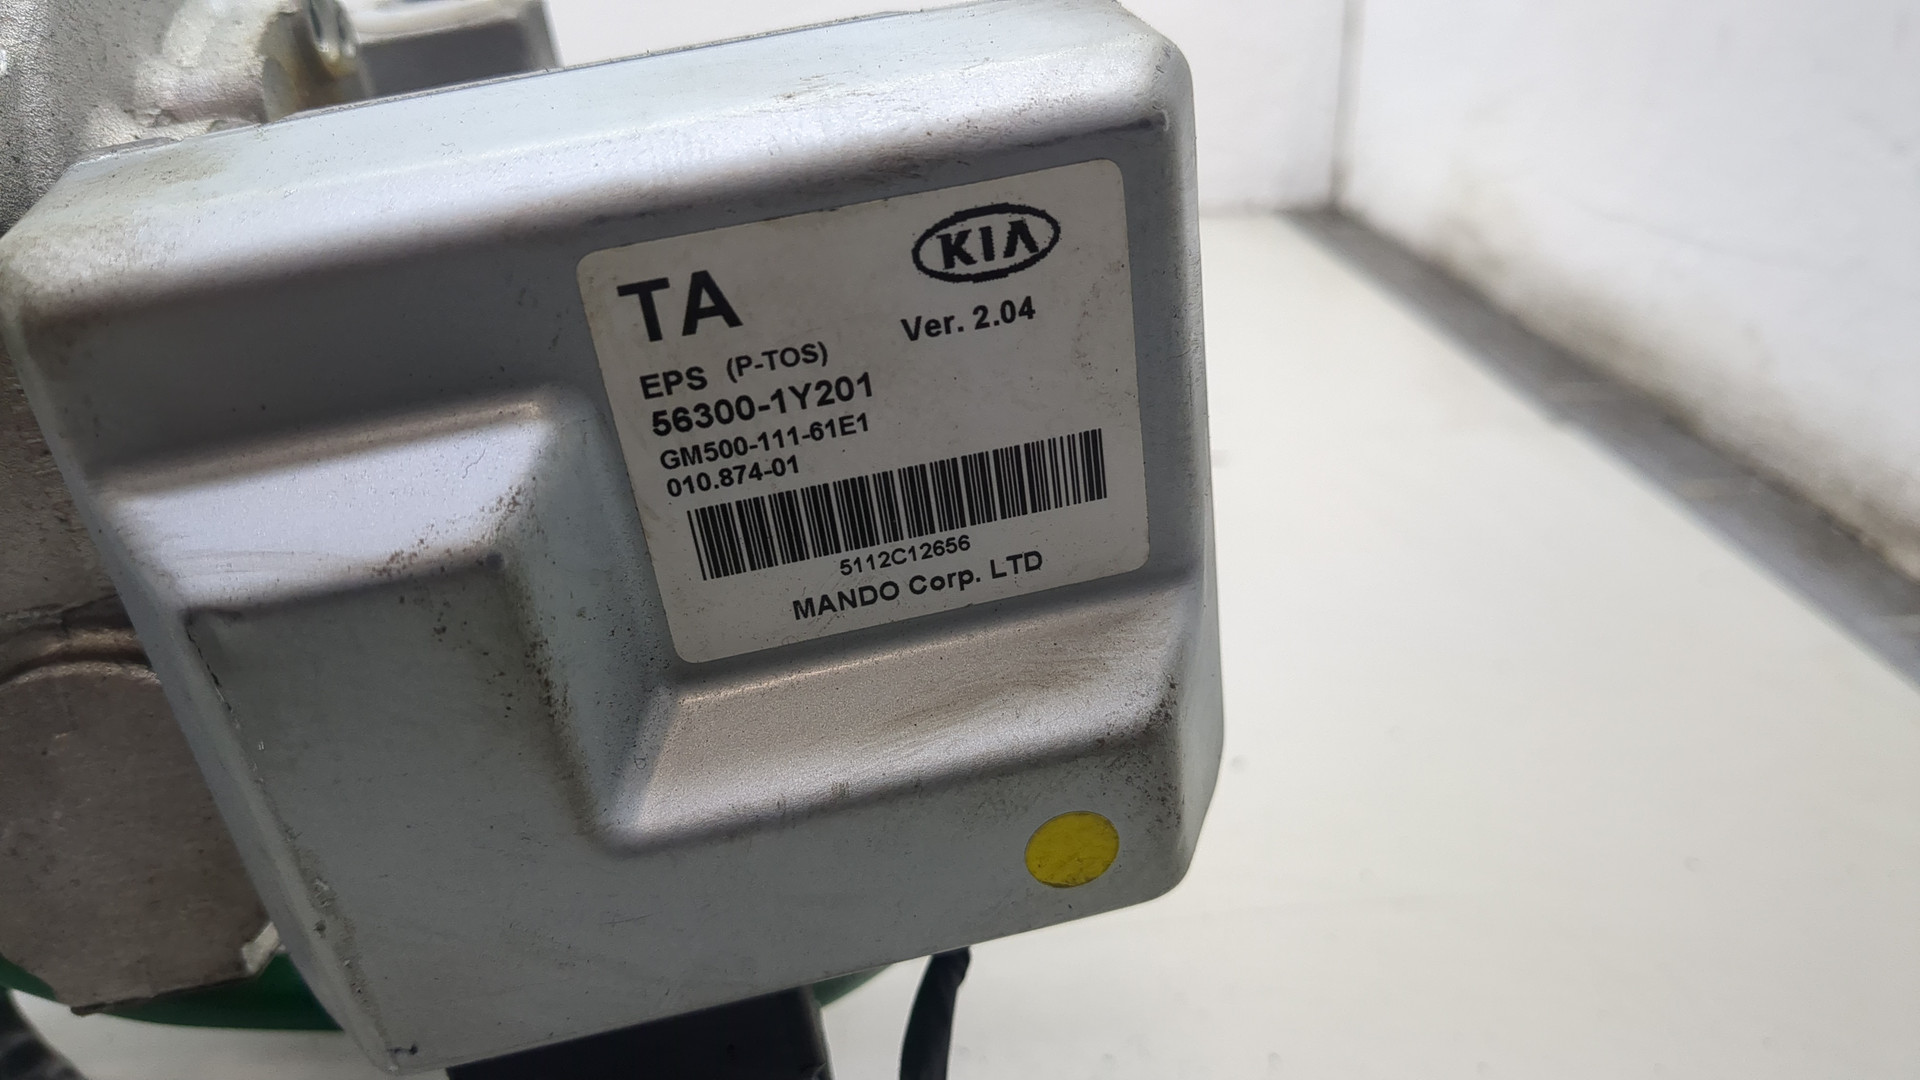 KIA
TA
Ver. 2.04
EPS (P-TOS)
56300-1Y201
GM500-111-61E1
010.874-01
5112C12656
MANDO Corp. LTD